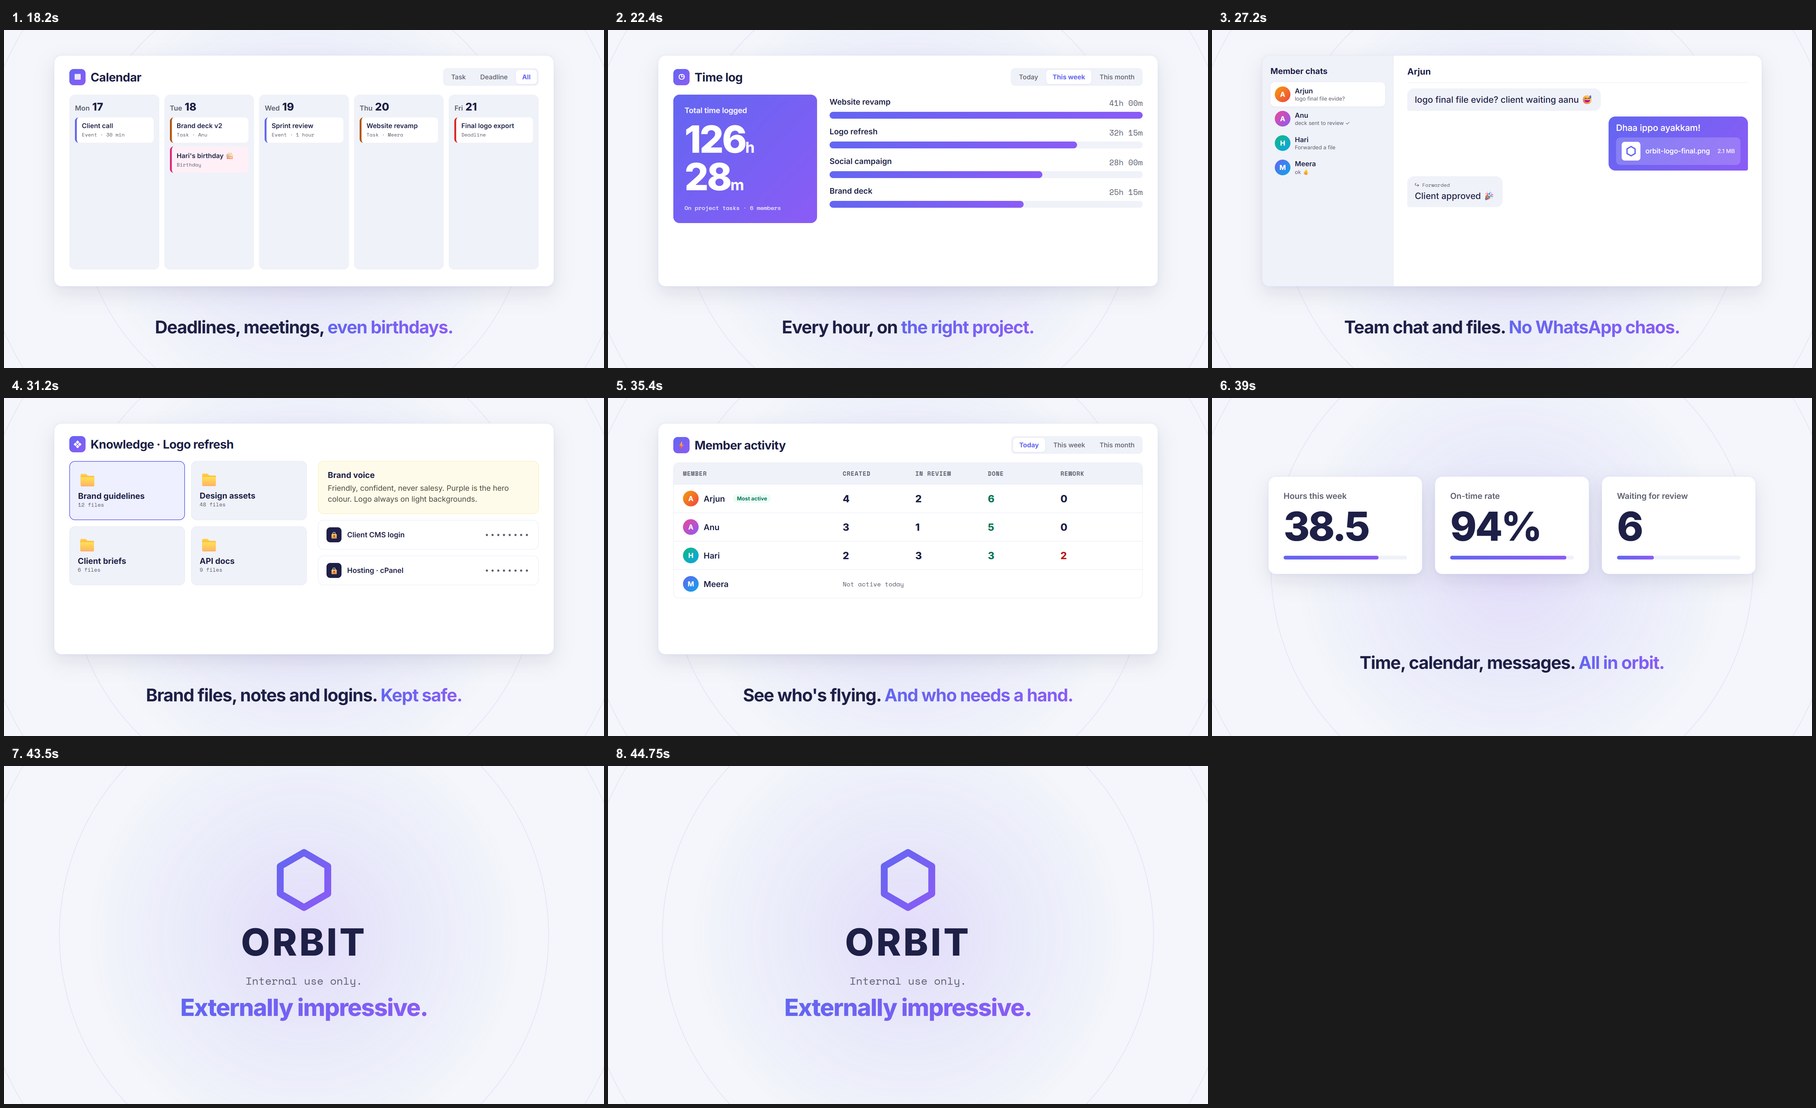 1. 18.2s
Calendar
Task Deadline All
Mon 17
Client call
Event · 30 min
Tue 18
Brand deck v2
Task · Anu
Hari's birthday 🎂
Birthday
Wed 19
Sprint review
Event · 1 hour
Thu 20
Website revamp
Task · Meera
Fri 21
Final logo export
Deadline
Deadlines, meetings, even birthdays.
2. 22.4s
Time log
Today This week This month
Total time logged
126h
28m
On project tasks · 8 members
Website revamp 41h 00m
Logo refresh 32h 15m
Social campaign 28h 00m
Brand deck 25h 15m
Every hour, on the right project.
3. 27.2s
Member chats
A Arjun
logo final file evide?
A Anu
deck sent to review ✓
H Hari
Forwarded a file
M Meera
ok 👍
Arjun
logo final file evide? client waiting aanu 😅
Dhaa ippo ayakkam!
orbit-logo-final.png 2.1 MB
↪ Forwarded
Client approved 🎉
Team chat and files. No WhatsApp chaos.
4. 31.2s
Knowledge · Logo refresh
Brand guidelines
12 files
Design assets
48 files
Client briefs
API docs
Brand voice
Friendly, confident, never salesy. Purple is the hero
colour. Logo always on light backgrounds.
Client CMS login ••••••••
Hosting · cPanel ••••••••
Brand files, notes and logins. Kept safe.
5. 35.4s
Member activity
Today This week This month
MEMBER CREATED IN REVIEW DONE REWORK
A Arjun Most active 4 2 6 0
A Anu 3 1 5 0
H Hari 2 3 3 2
M Meera Not active today
See who's flying. And who needs a hand.
6. 39s
Hours this week
38.5
On-time rate
94%
Waiting for review
6
Time, calendar, messages. All in orbit.
7. 43.5s
ORBIT
Internal use only.
Externally impressive.
8. 44.75s
ORBIT
Internal use only.
Externally impressive.